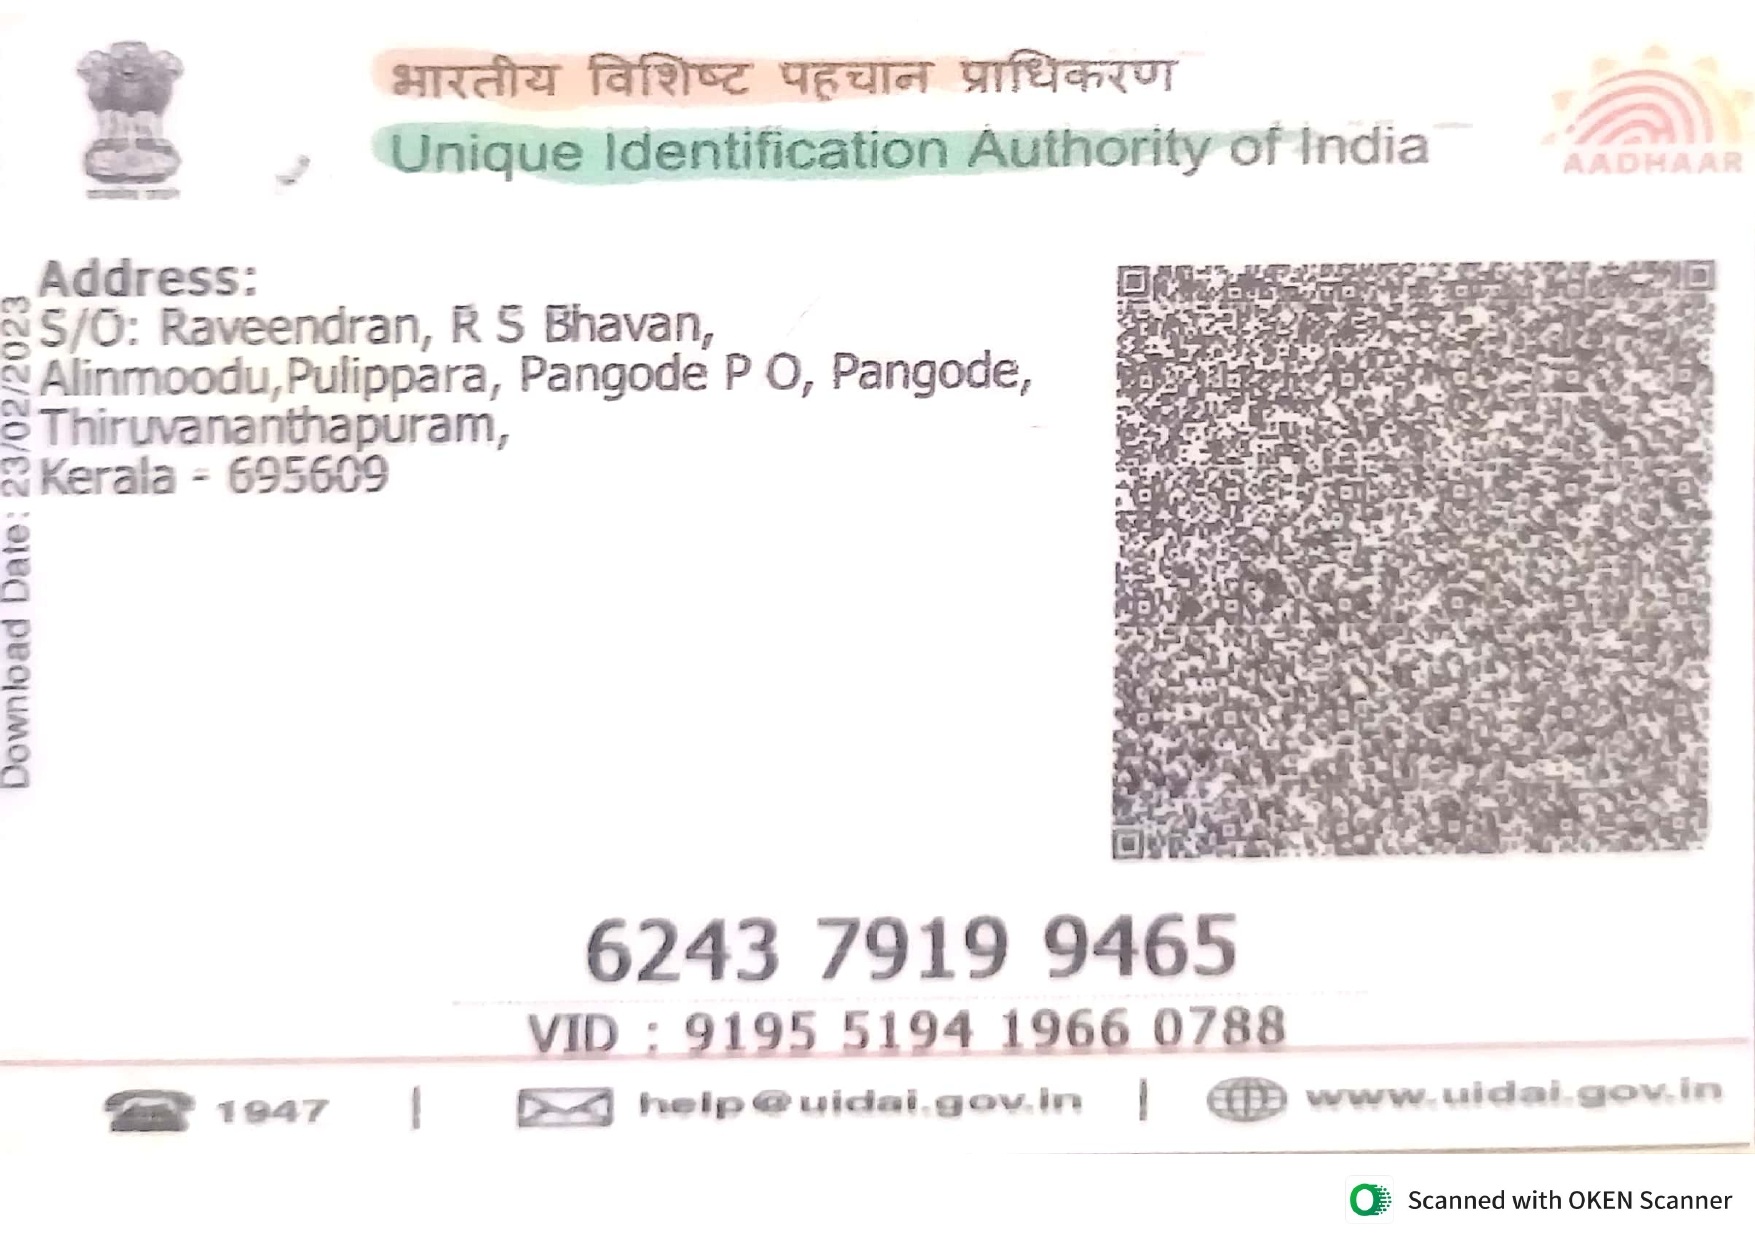 भारतीय विशिष्ट पहचान प्राधिकरण
Unique Identification Authority of India
AADHAAR
Address:
S/O: Raveendran, R S Bhavan,
Alinmoodu,Pulippara, Pangode P O, Pangode,
Thiruvananthapuram,
Kerala - 695609
Download Date: 23/02/2023
6243 7919 9465
VID : 9195 5194 1966 0788
1947 | help@uidai.gov.in | www.uidai.gov.in
Scanned with OKEN Scanner